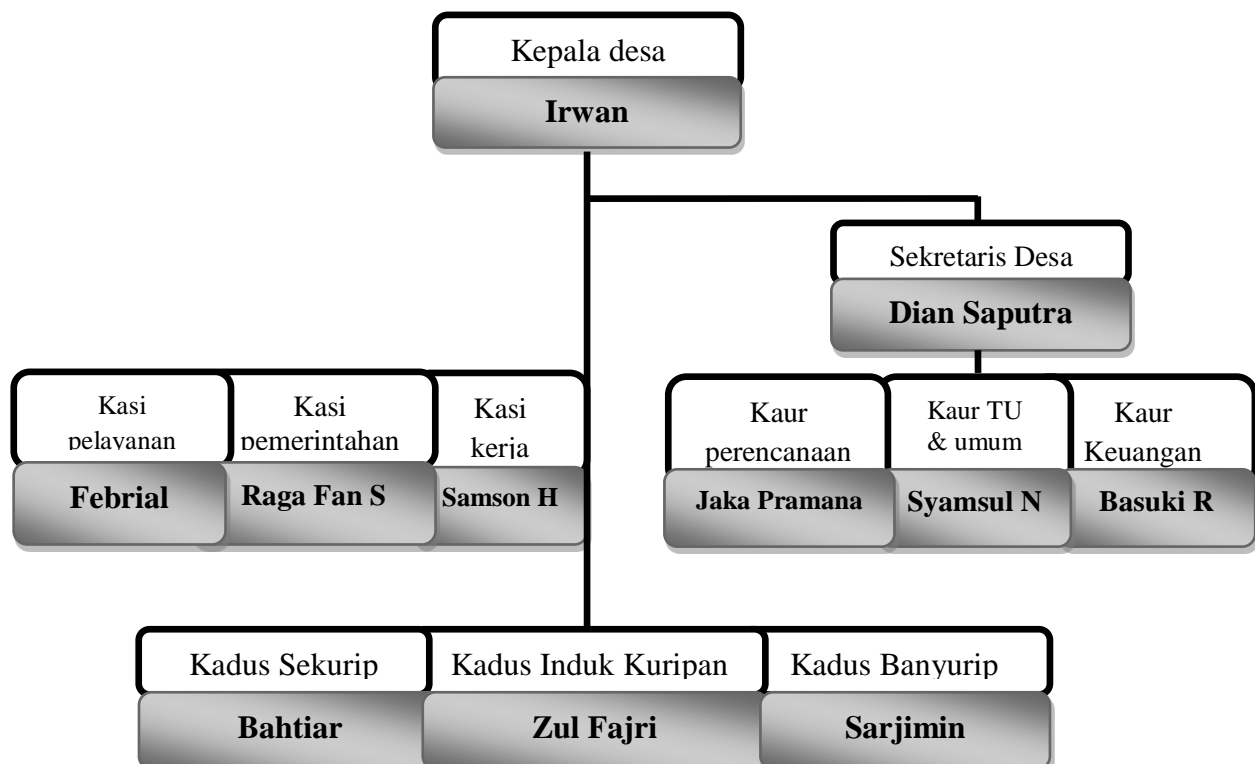 Kepala desa
Irwan
Sekretaris Desa
Dian Saputra
Kasi
pelayanan
Febrial
Kasi
pemerintahan
Raga Fan S
Kasi
kerja
Samson H
Kaur
perencanaan
Jaka Pramana
Kaur TU
& umum
Syamsul N
Kaur
Keuangan
Basuki R
Kadus Sekurip
Bahtiar
Kadus Induk Kuripan
Zul Fajri
Kadus Banyurip
Sarjimin